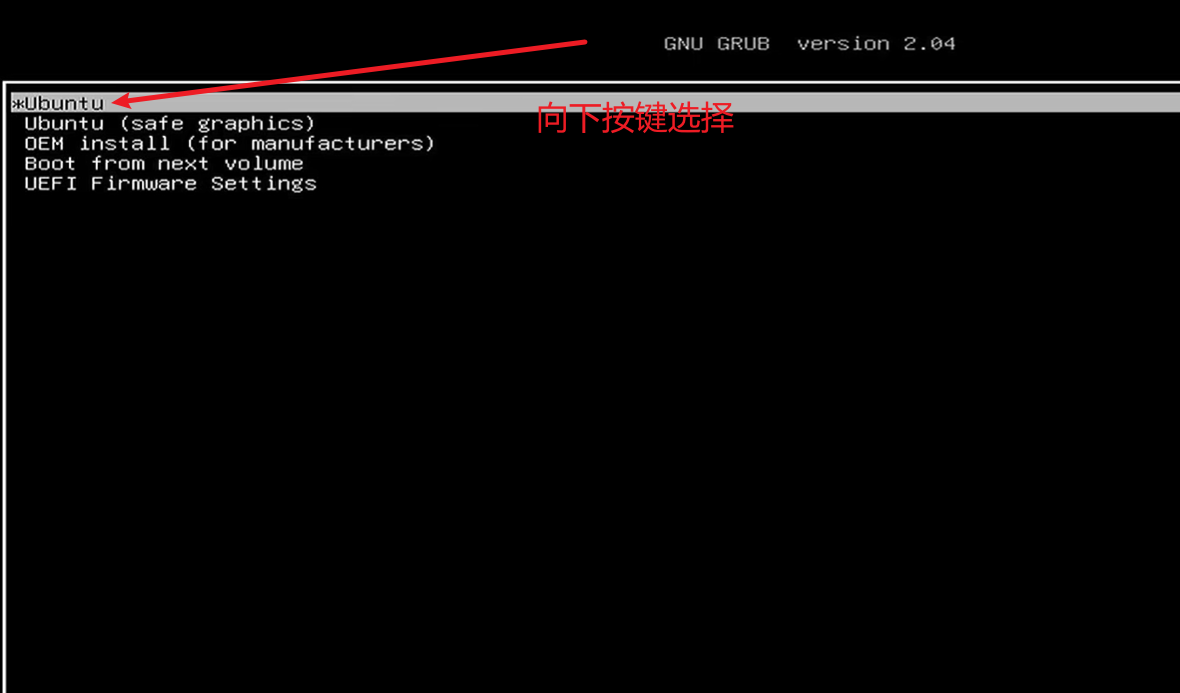 GNU GRUB  version 2.04
*Ubuntu
向下按键选择
Ubuntu (safe graphics)
OEM install (for manufacturers)
Boot from next volume
UEFI Firmware Settings